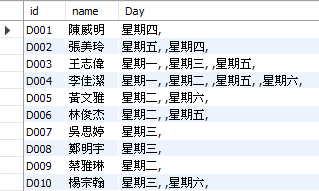 id name Day
D001 陳威明 星期四,
D002 張美玲 星期五, ,星期四,
D003 王志偉 星期一, ,星期三, ,星期五,
D004 李佳潔 星期一, ,星期二, ,星期五, ,星期六,
D005 黃文雅 星期二, ,星期六,
D006 林俊杰 星期二, ,星期五,
D007 吳思婷 星期三,
D008 鄭明宇 星期三,
D009 蔡雅琳 星期二,
D010 楊宗翰 星期三, ,星期六,